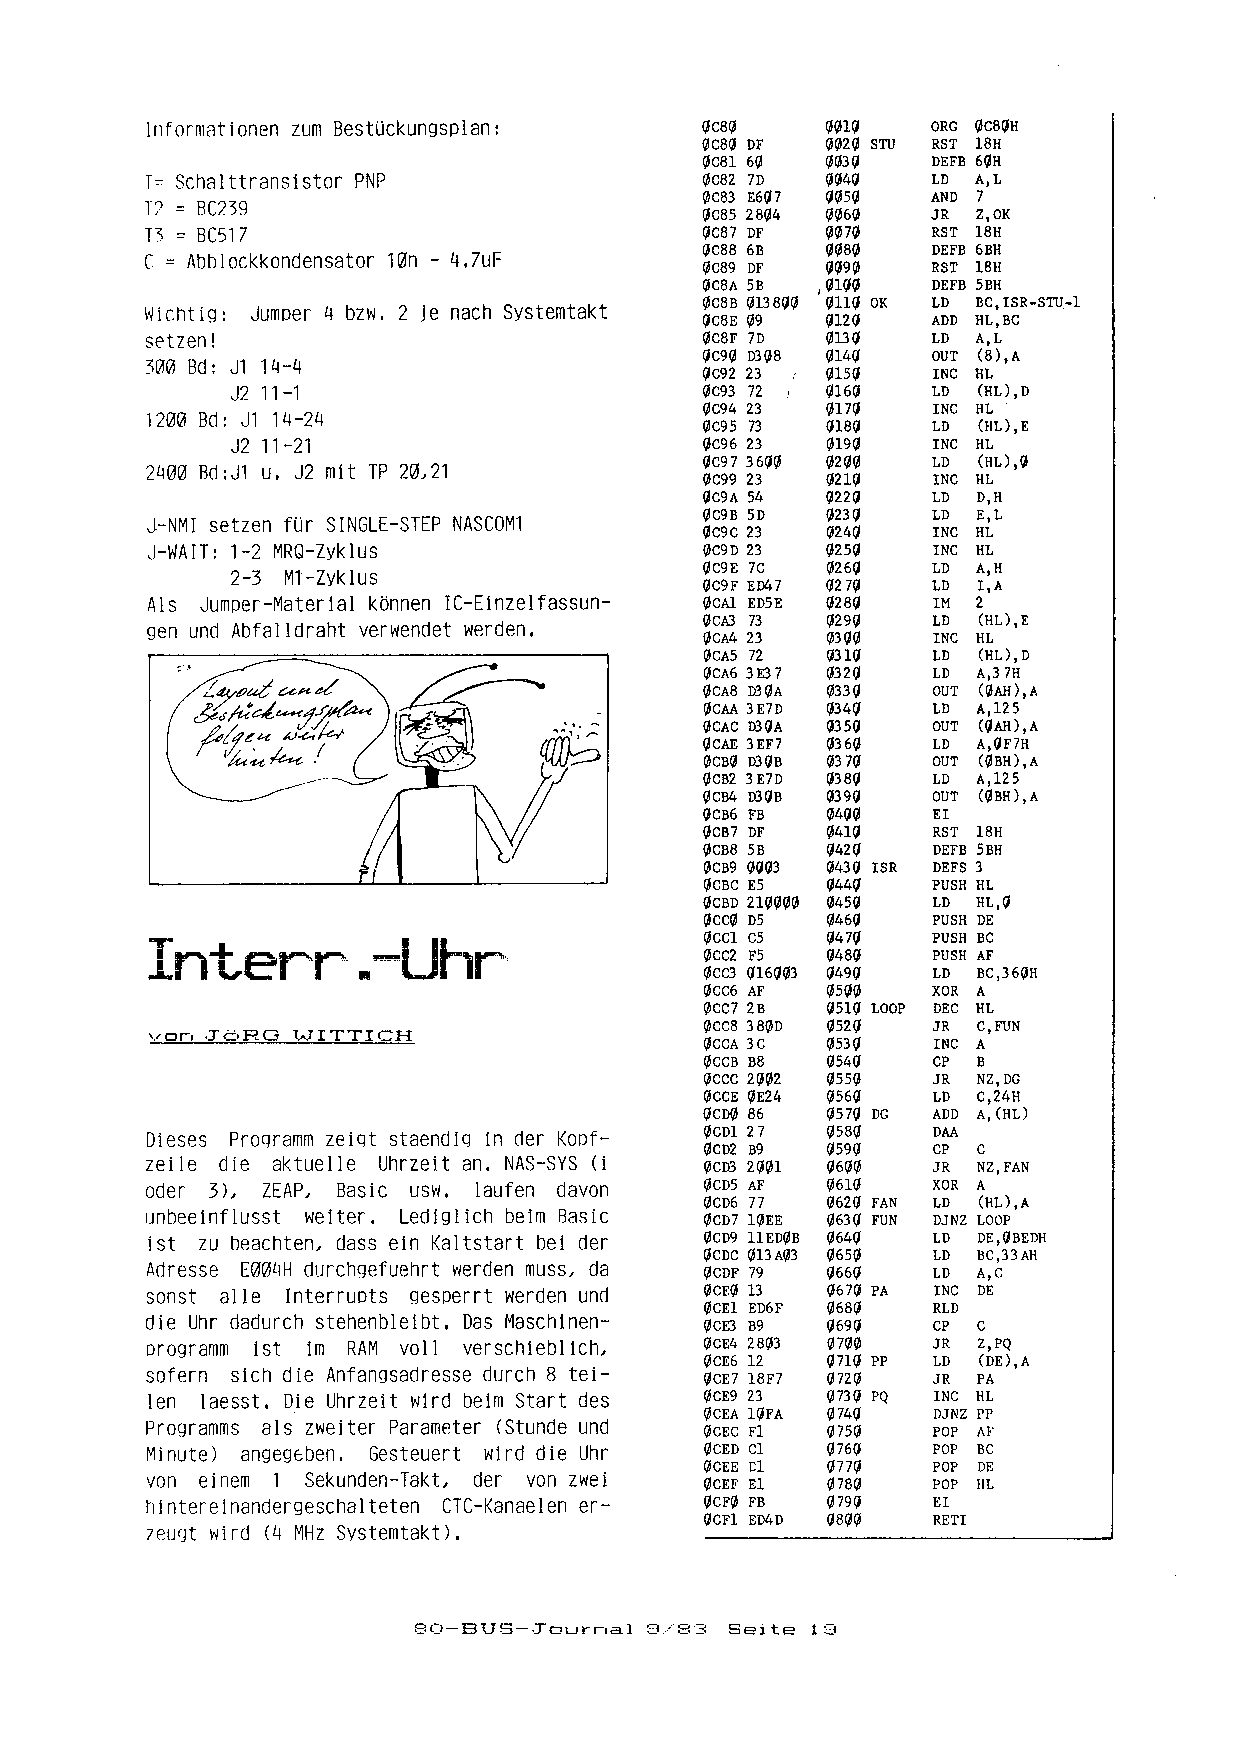 Informationen zum Bestückungsplan:
T= Schalttransistor PNP
T2 = BC239
T3 = BC517
C = Abblockkondensator 10n - 4,7uF
Wichtig: Jumper 4 bzw. 2 je nach Systemtakt
setzen!
300 Bd: J1 14-4
J2 11-1
1200 Bd: J1 14-24
J2 11-21
2400 Bd:J1 u. J2 mit TP 20,21
J-NMI setzen für SINGLE-STEP NASCOM1
J-WAIT: 1-2 MRQ-Zyklus
2-3 M1-Zyklus
Als Jumper-Material können IC-Einzelfassun-
gen und Abfalldraht verwendet werden.
Layout und
Bestückungsplan
folgen weiter
hinten!
Interr.-Uhr
von JöRG WITTICH
Dieses Programm zeigt staendig in der Kopf-
zeile die aktuelle Uhrzeit an. NAS-SYS (1
oder 3), ZEAP, Basic usw. laufen davon
unbeeinflusst weiter. Lediglich beim Basic
ist zu beachten, dass ein Kaltstart bei der
Adresse E004H durchgefuehrt werden muss, da
sonst alle Interrupts gesperrt werden und
die Uhr dadurch stehenbleibt. Das Maschinen-
programm ist im RAM voll verschieblich,
sofern sich die Anfangsadresse durch 8 tei-
len laesst. Die Uhrzeit wird beim Start des
Programms als zweiter Parameter (Stunde und
Minute) angegeben. Gesteuert wird die Uhr
von einem 1 Sekunden-Takt, der von zwei
hintereinandergeschalteten CTC-Kanaelen er-
zeugt wird (4 MHz Systemtakt).
0C80 0010 ORG 0C80H
0C80 DF 0020 STU RST 18H
0C81 60 0030 DEFB 60H
0C82 7D 0040 LD A,L
0C83 E607 0050 AND 7
0C85 2804 0060 JR Z,OK
0C87 DF 0070 RST 18H
0C88 6B 0080 DEFB 6BH
0C89 DF 0090 RST 18H
0C8A 5B 0100 DEFB 5BH
0C8B 013800 0110 OK LD BC,ISR-STU-1
0C8E 09 0120 ADD HL,BC
0C8F 7D 0130 LD A,L
0C90 D308 0140 OUT (8),A
0C92 23 0150 INC HL
0C93 72 0160 LD (HL),D
0C94 23 0170 INC HL
0C95 73 0180 LD (HL),E
0C96 23 0190 INC HL
0C97 3600 0200 LD (HL),0
0C99 23 0210 INC HL
0C9A 54 0220 LD D,H
0C9B 5D 0230 LD E,L
0C9C 23 0240 INC HL
0C9D 23 0250 INC HL
0C9E 7C 0260 LD A,H
0C9F ED47 0270 LD I,A
0CA1 ED5E 0280 IM 2
0CA3 73 0290 LD (HL),E
0CA4 23 0300 INC HL
0CA5 72 0310 LD (HL),D
0CA6 3E37 0320 LD A,37H
0CA8 D30A 0330 OUT (0AH),A
0CAA 3E7D 0340 LD A,125
0CAC D30A 0350 OUT (0AH),A
0CAE 3EF7 0360 LD A,0F7H
0CB0 D30B 0370 OUT (0BH),A
0CB2 3E7D 0380 LD A,125
0CB4 D30B 0390 OUT (0BH),A
0CB6 FB 0400 EI
0CB7 DF 0410 RST 18H
0CB8 5B 0420 DEFB 5BH
0CB9 0003 0430 ISR DEFS 3
0CBC E5 0440 PUSH HL
0CBD 210000 0450 LD HL,0
0CC0 D5 0460 PUSH DE
0CC1 C5 0470 PUSH BC
0CC2 F5 0480 PUSH AF
0CC3 016003 0490 LD BC,360H
0CC6 AF 0500 XOR A
0CC7 2B 0510 LOOP DEC HL
0CC8 380D 0520 JR C,FUN
0CCA 3C 0530 INC A
0CCB B8 0540 CP B
0CCC 2002 0550 JR NZ,DG
0CCE 0E24 0560 LD C,24H
0CD0 86 0570 DG ADD A,(HL)
0CD1 27 0580 DAA
0CD2 B9 0590 CP C
0CD3 2001 0600 JR NZ,FAN
0CD5 AF 0610 XOR A
0CD6 77 0620 FAN LD (HL),A
0CD7 10EE 0630 FUN DJNZ LOOP
0CD9 11ED0B 0640 LD DE,0BEDH
0CDC 013A03 0650 LD BC,33AH
0CDF 79 0660 LD A,C
0CE0 13 0670 PA INC DE
0CE1 ED6F 0680 RLD
0CE3 B9 0690 CP C
0CE4 2803 0700 JR Z,PQ
0CE6 12 0710 PP LD (DE),A
0CE7 18F7 0720 JR PA
0CE9 23 0730 PQ INC HL
0CEA 10FA 0740 DJNZ PP
0CEC F1 0750 POP AF
0CED C1 0760 POP BC
0CEE D1 0770 POP DE
0CEF E1 0780 POP HL
0CF0 FB 0790 EI
0CF1 ED4D 0800 RETI
80-BUS-Journal 9/83 Seite 19